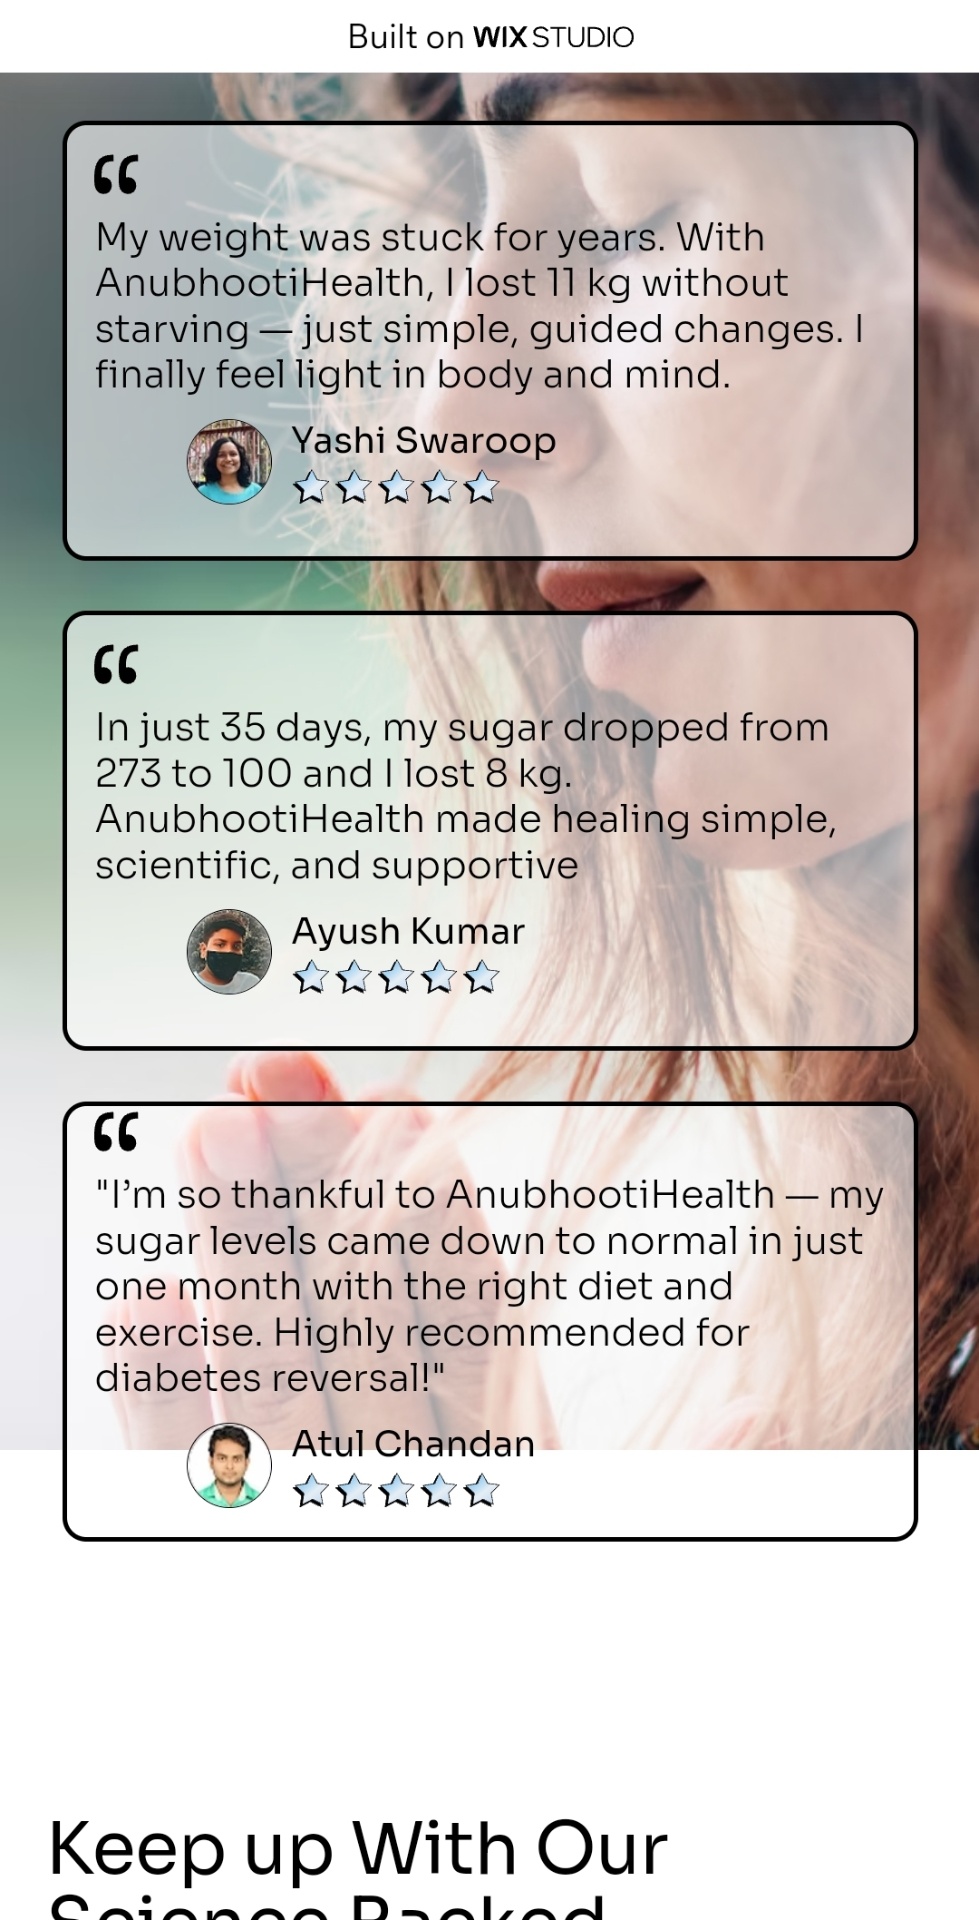 Built on WIX STUDIO
“
My weight was stuck for years. With
AnubhootiHealth, I lost 11 kg without
starving — just simple, guided changes. I
finally feel light in body and mind.
Yashi Swaroop
“
In just 35 days, my sugar dropped from
273 to 100 and I lost 8 kg.
AnubhootiHealth made healing simple,
scientific, and supportive
Ayush Kumar
“
"I’m so thankful to AnubhootiHealth — my
sugar levels came down to normal in just
one month with the right diet and
exercise. Highly recommended for
diabetes reversal!"
Atul Chandan
Keep up With Our
Science Backed